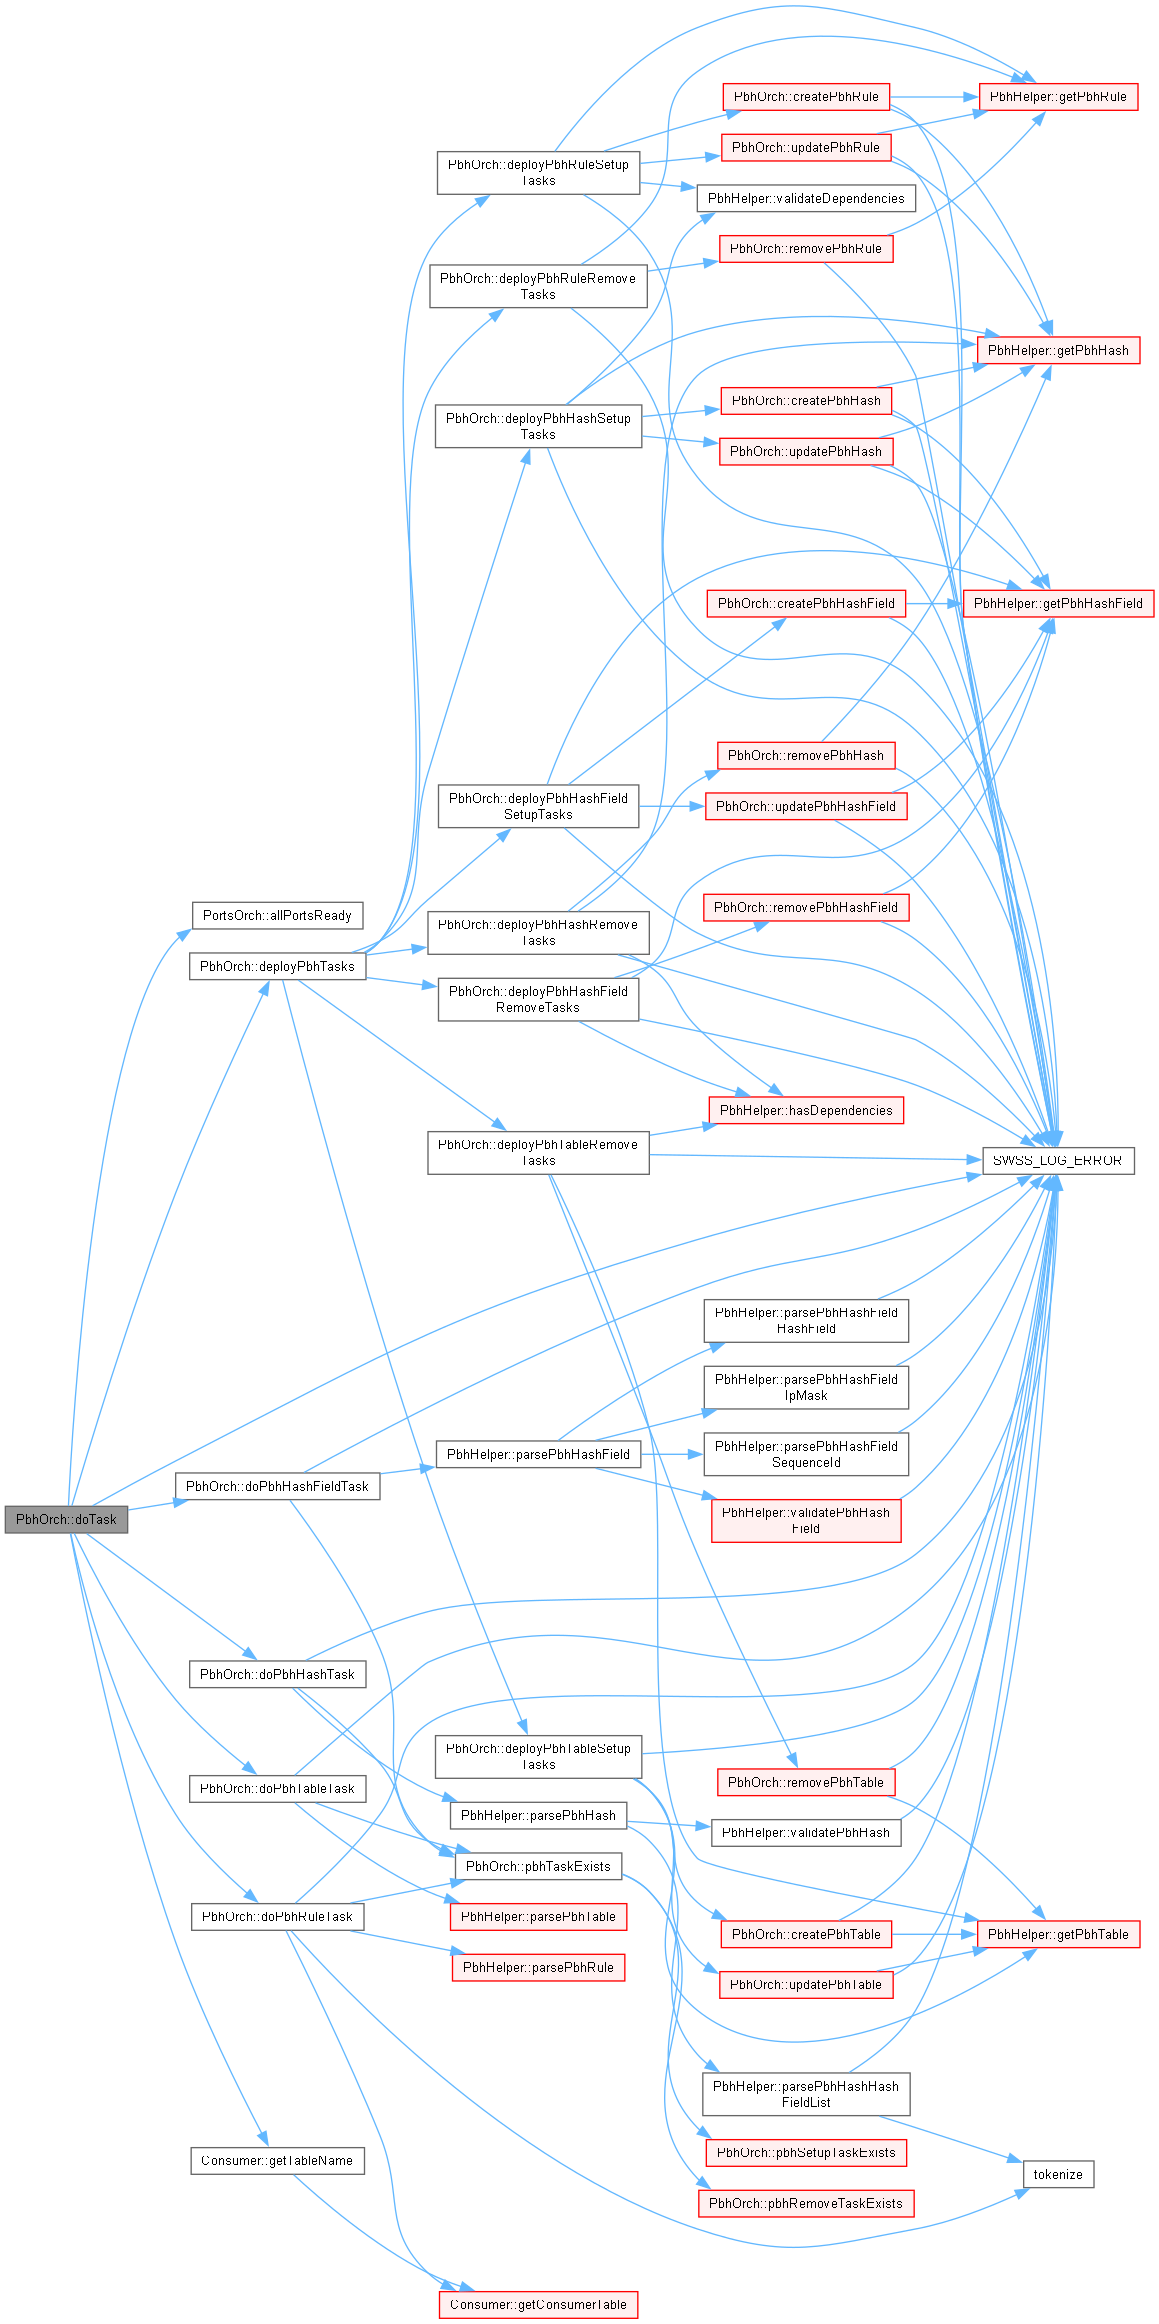 PbhOrch::createPbhRule
PbhHelper::getPbhRule
PbhOrch::updatePbhRule
PbhOrch::deployPbhRuleSetup
Tasks
PbhHelper::validateDependencies
PbhOrch::removePbhRule
PbhOrch::deployPbhRuleRemove
Tasks
PbhHelper::getPbhHash
PbhOrch::createPbhHash
PbhOrch::deployPbhHashSetup
Tasks
PbhOrch::updatePbhHash
PbhOrch::createPbhHashField
PbhHelper::getPbhHashField
PbhOrch::removePbhHash
PbhOrch::deployPbhHashField
SetupTasks
PbhOrch::updatePbhHashField
PortsOrch::allPortsReady
PbhOrch::removePbhHashField
PbhOrch::deployPbhHashRemove
Tasks
PbhOrch::deployPbhTasks
PbhOrch::deployPbhHashField
RemoveTasks
PbhHelper::hasDependencies
PbhOrch::deployPbhTableRemove
Tasks
SWSS_LOG_ERROR
PbhHelper::parsePbhHashField
HashField
PbhHelper::parsePbhHashField
IpMask
PbhHelper::parsePbhHashField
PbhHelper::parsePbhHashField
SequenceId
PbhOrch::doPbhHashFieldTask
PbhOrch::doTask
PbhHelper::validatePbhHash
Field
PbhOrch::doPbhHashTask
PbhOrch::deployPbhTableSetup
Tasks
PbhOrch::doPbhTableTask
PbhOrch::removePbhTable
PbhHelper::parsePbhHash
PbhHelper::validatePbhHash
PbhOrch::pbhTaskExists
PbhOrch::doPbhRuleTask
PbhHelper::parsePbhTable
PbhOrch::createPbhTable
PbhHelper::getPbhTable
PbhHelper::parsePbhRule
PbhOrch::updatePbhTable
PbhHelper::parsePbhHashHash
FieldList
PbhOrch::pbhSetupTaskExists
Consumer::getTableName
tokenize
PbhOrch::pbhRemoveTaskExists
Consumer::getConsumerTable